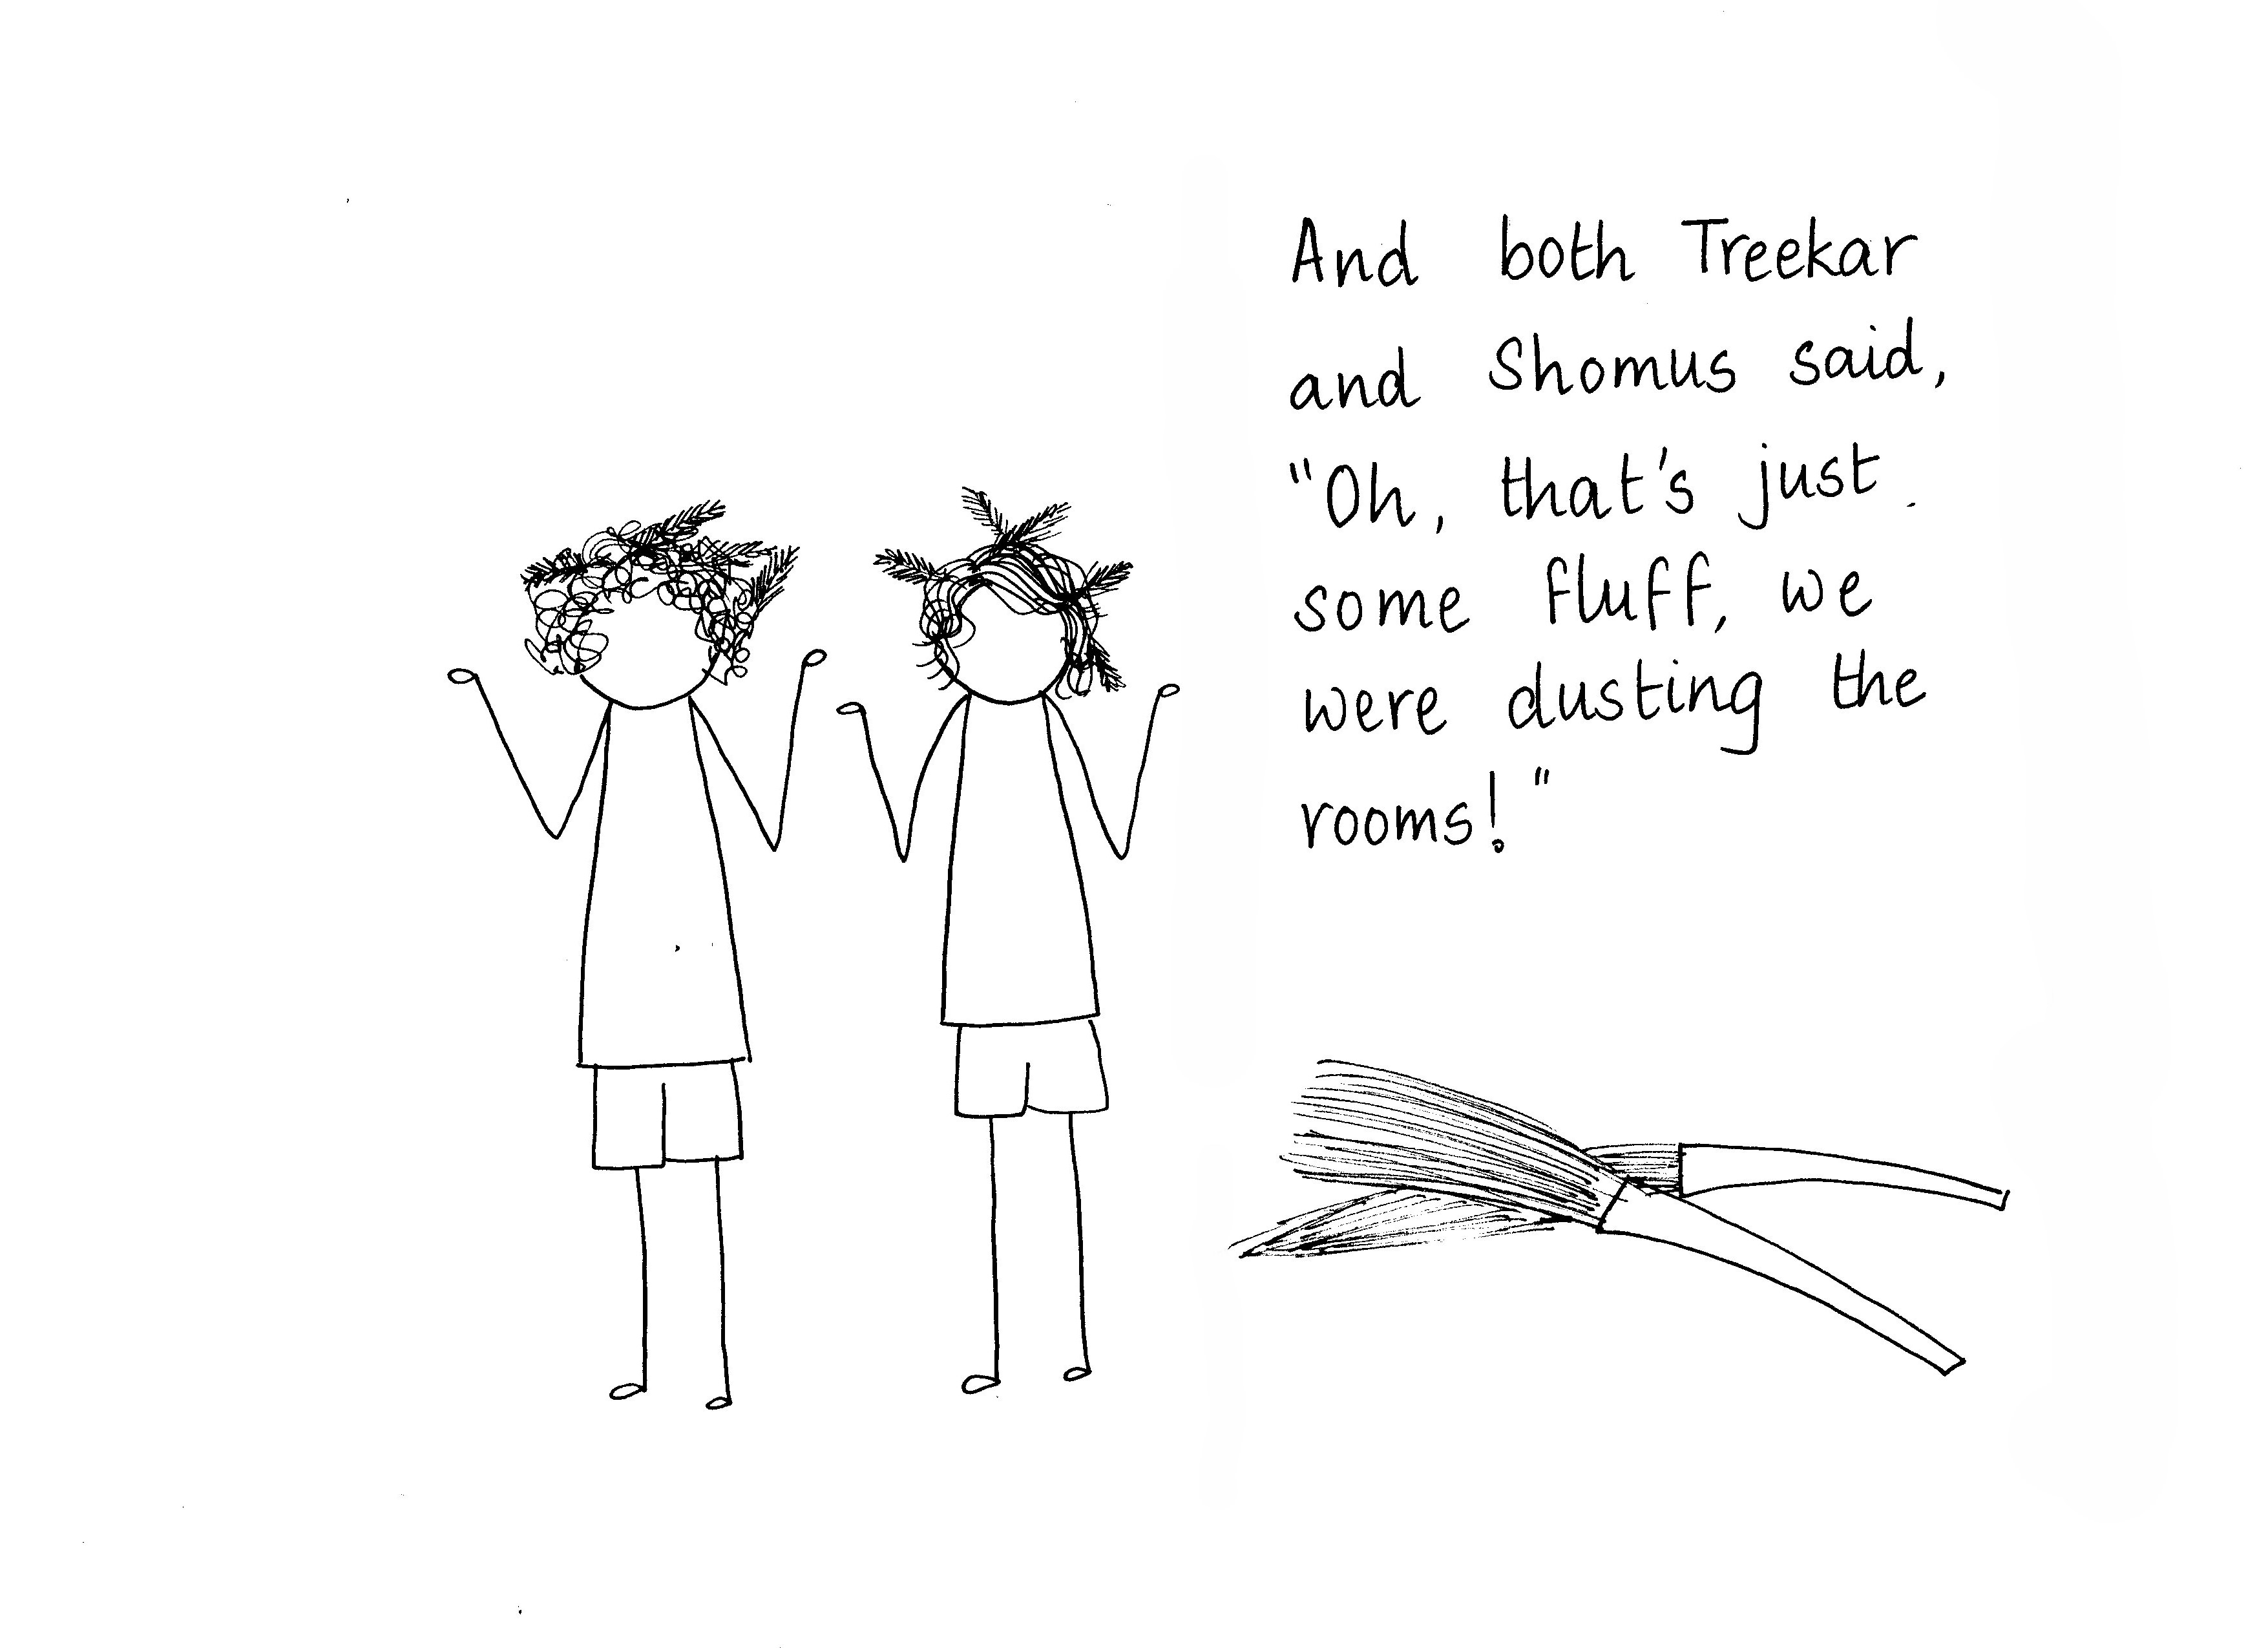 And both Treekar
and Shomus said,
"Oh, that's just
some fluff, we
were dusting the
rooms!"